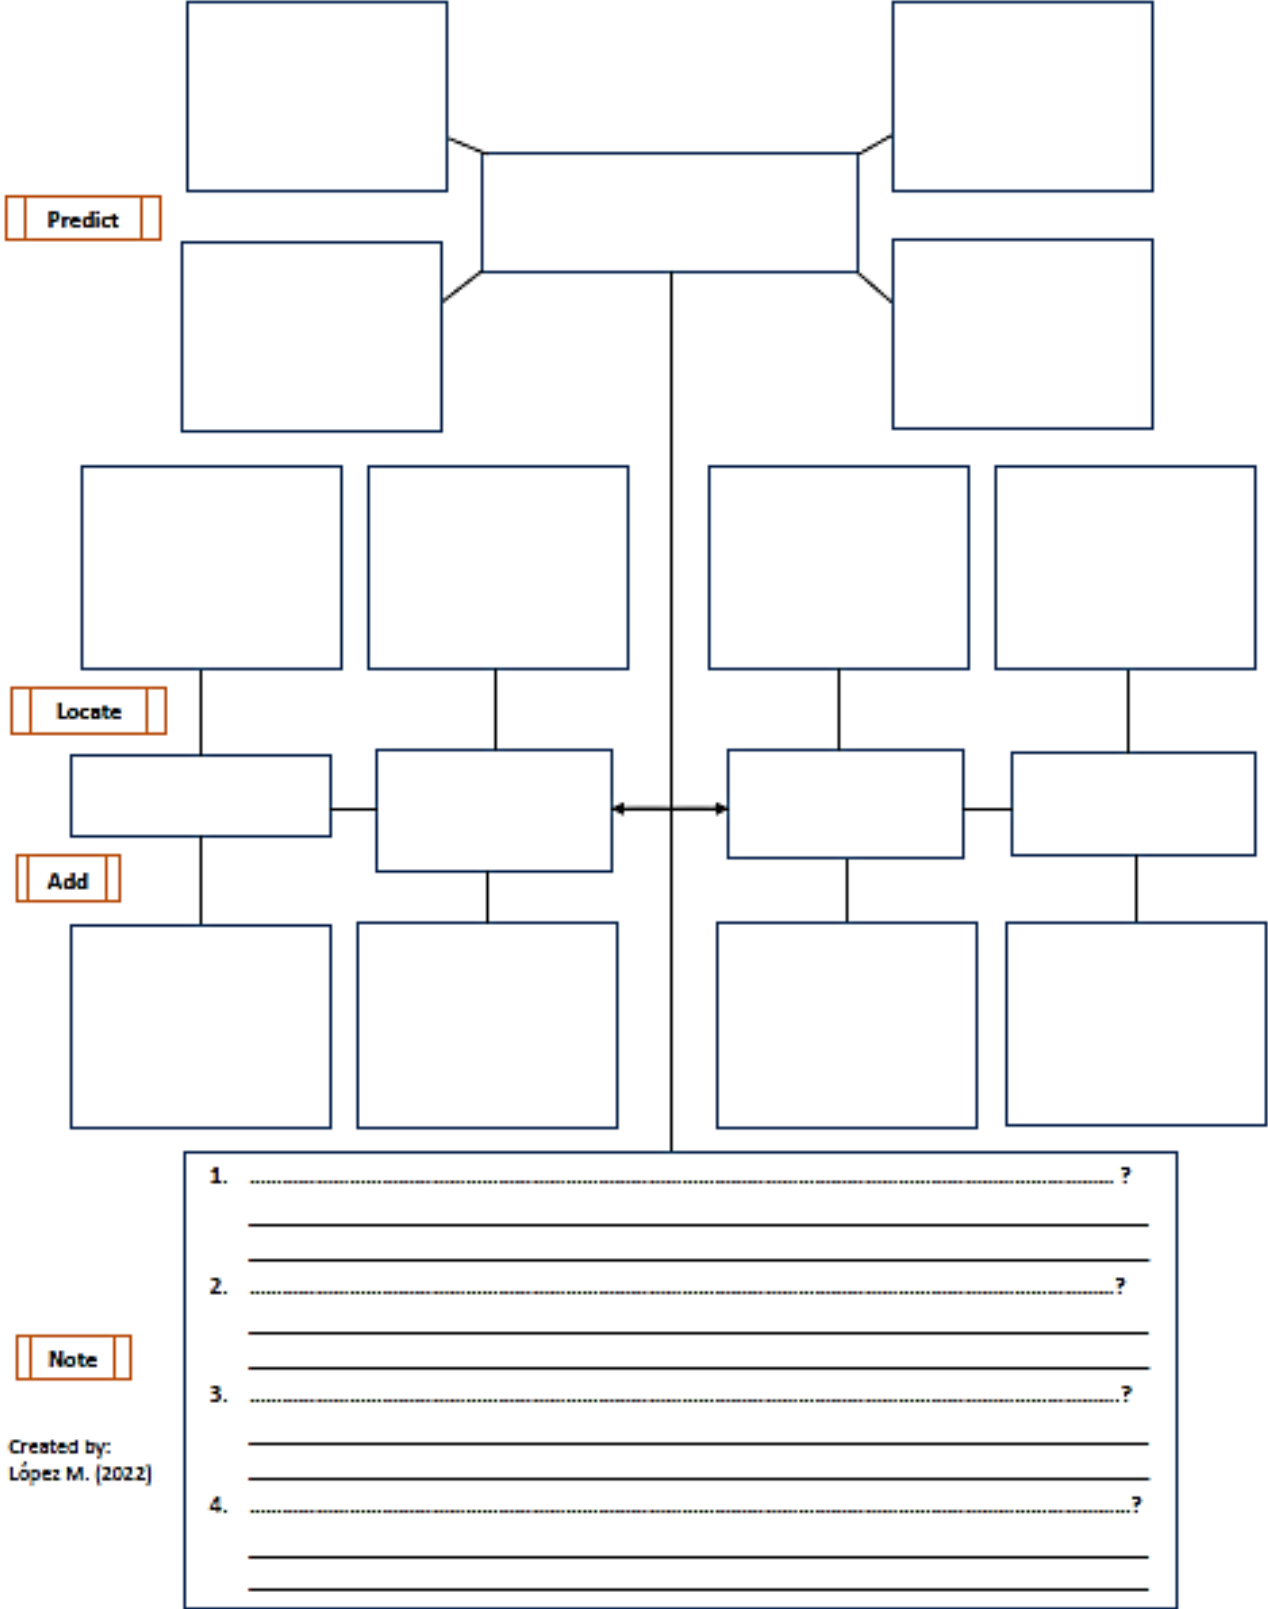 Predict
Locate
Add
1. ?
2. ?
3. ?
4. ?
Note
Created by:
López M. (2022)